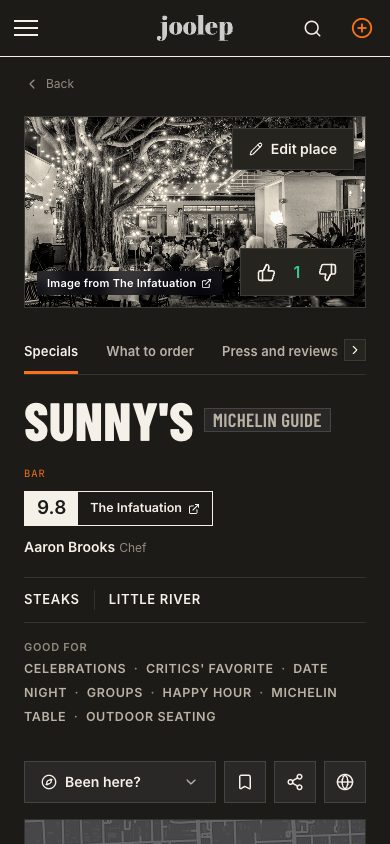 joolep
Back
Edit place
Image from The Infatuation
1
Specials What to order Press and reviews
SUNNY'S MICHELIN GUIDE
BAR
9.8 The Infatuation
Aaron Brooks Chef
STEAKS LITTLE RIVER
GOOD FOR
CELEBRATIONS · CRITICS' FAVORITE · DATE
NIGHT · GROUPS · HAPPY HOUR · MICHELIN
TABLE · OUTDOOR SEATING
Been here?